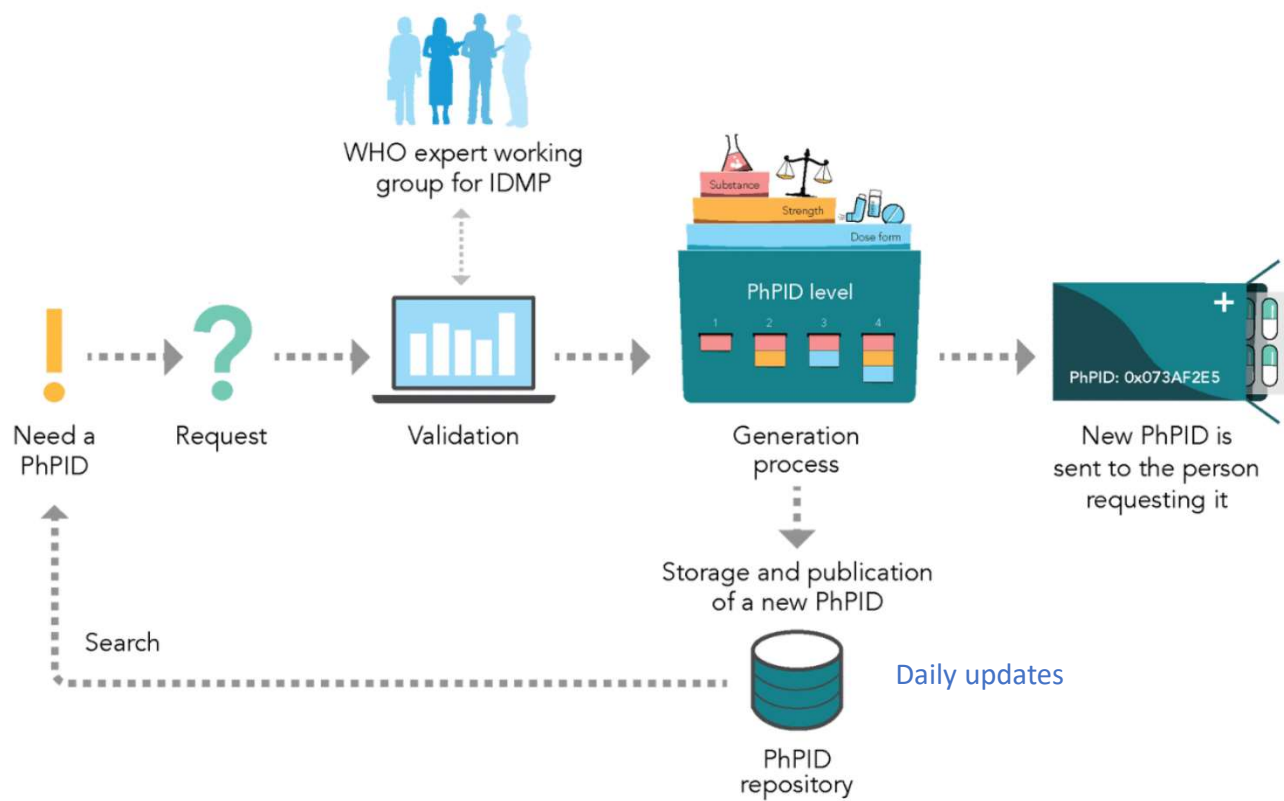 WHO expert working
group for IDMP
Substance
Strength
Dose form
PhPID level
1 2 3 4
PhPID: 0x073AF2E5
Need a
PhPID
Request
Validation
Generation
process
New PhPID is
sent to the person
requesting it
Storage and publication
of a new PhPID
Search
Daily updates
PhPID
repository